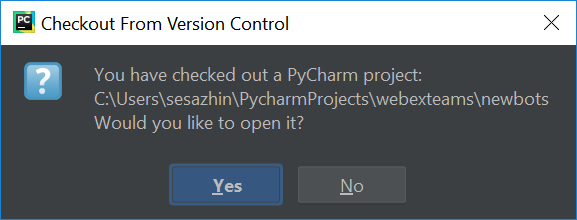 PC
Checkout From Version Control
You have checked out a PyCharm project:
C:\Users\sesazhin\PycharmProjects\webexteams\newbots
Would you like to open it?
Yes
No